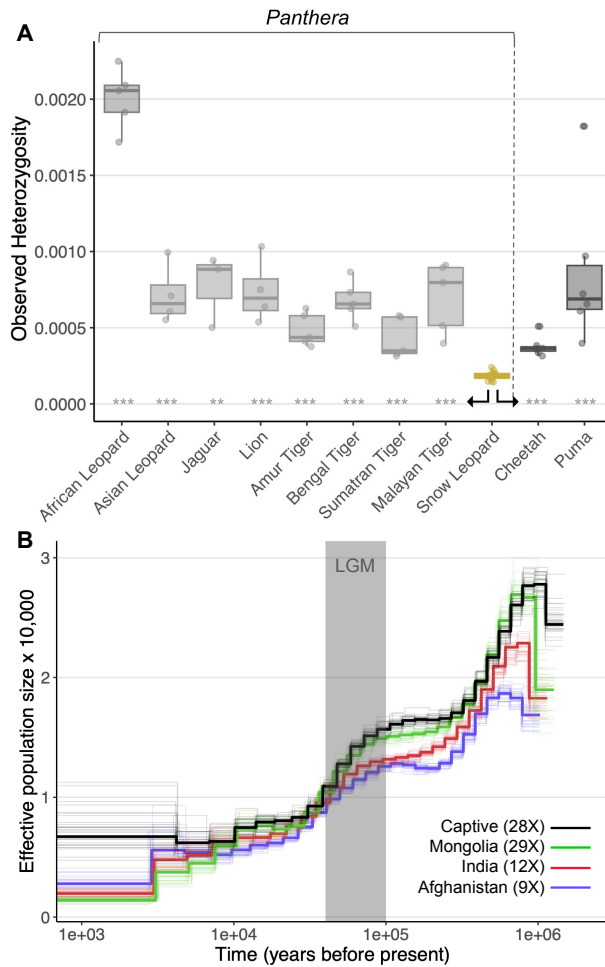 Panthera
A
Observed Heterozygosity
0.0020
0.0015
0.0010
0.0005
0.0000
*** *** ** *** *** *** *** *** *** ***
African Leopard
Asian Leopard
Jaguar
Lion
Amur Tiger
Bengal Tiger
Sumatran Tiger
Malayan Tiger
Snow Leopard
Cheetah
Puma
B
Effective population size x 10,000
3
2
1
0
LGM
Captive (28X)
Mongolia (29X)
India (12X)
Afghanistan (9X)
1e+03 1e+04 1e+05 1e+06
Time (years before present)